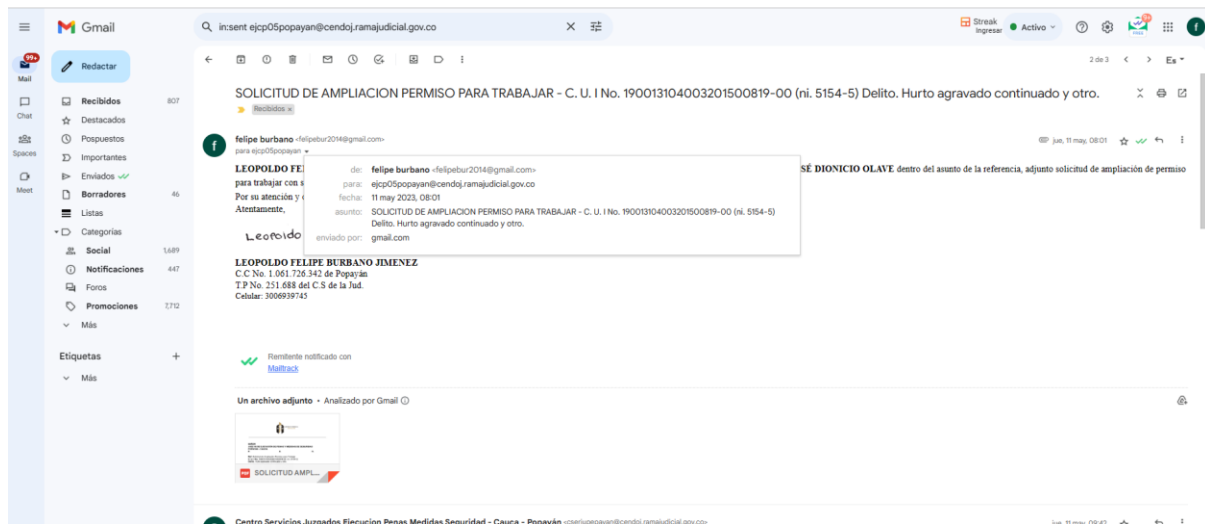 Gmail
in:sent ejcp05popayan@cendoj.ramajudicial.gov.co
Streak
Ingresar
Activo
f
99+
Mail
Chat
Spaces
Meet
Redactar
Recibidos 807
Destacados
Pospuestos
Importantes
Enviados
Borradores 46
Listas
Categorías
Social 1,689
Notificaciones 447
Foros
Promociones 7,712
Más
Etiquetas +
Más
2 de 3
Es
SOLICITUD DE AMPLIACION PERMISO PARA TRABAJAR - C. U. I No. 190013104003201500819-00 (ni. 5154-5) Delito. Hurto agravado continuado y otro.
Recibidos x
f
felipe burbano <felipebur2014@gmail.com>
jue, 11 may, 08:01
para ejcp05popayan
LEOPOLDO FE SÉ DIONICIO OLAVE dentro del asunto de la referencia, adjunto solicitud de ampliación de permiso
para trabajar con s
Por su atención y
Atentamente,
Leopoldo
de: felipe burbano <felipebur2014@gmail.com>
para: ejcp05popayan@cendoj.ramajudicial.gov.co
fecha: 11 may 2023, 08:01
asunto: SOLICITUD DE AMPLIACION PERMISO PARA TRABAJAR - C. U. I No. 190013104003201500819-00 (ni. 5154-5)
Delito. Hurto agravado continuado y otro.
enviado por: gmail.com
LEOPOLDO FELIPE BURBANO JIMENEZ
C.C No. 1.061.726.342 de Popayán
T.P No. 251.688 del C.S de la Jud.
Celular: 3006939745
Remitente notificado con
Mailtrack
Un archivo adjunto • Analizado por Gmail
PDF SOLICITUD AMPL...
Centro Servicios Juzgados Ejecucion Penas Medidas Seguridad - Cauca - Popayán
jue, 11 may, 09:42